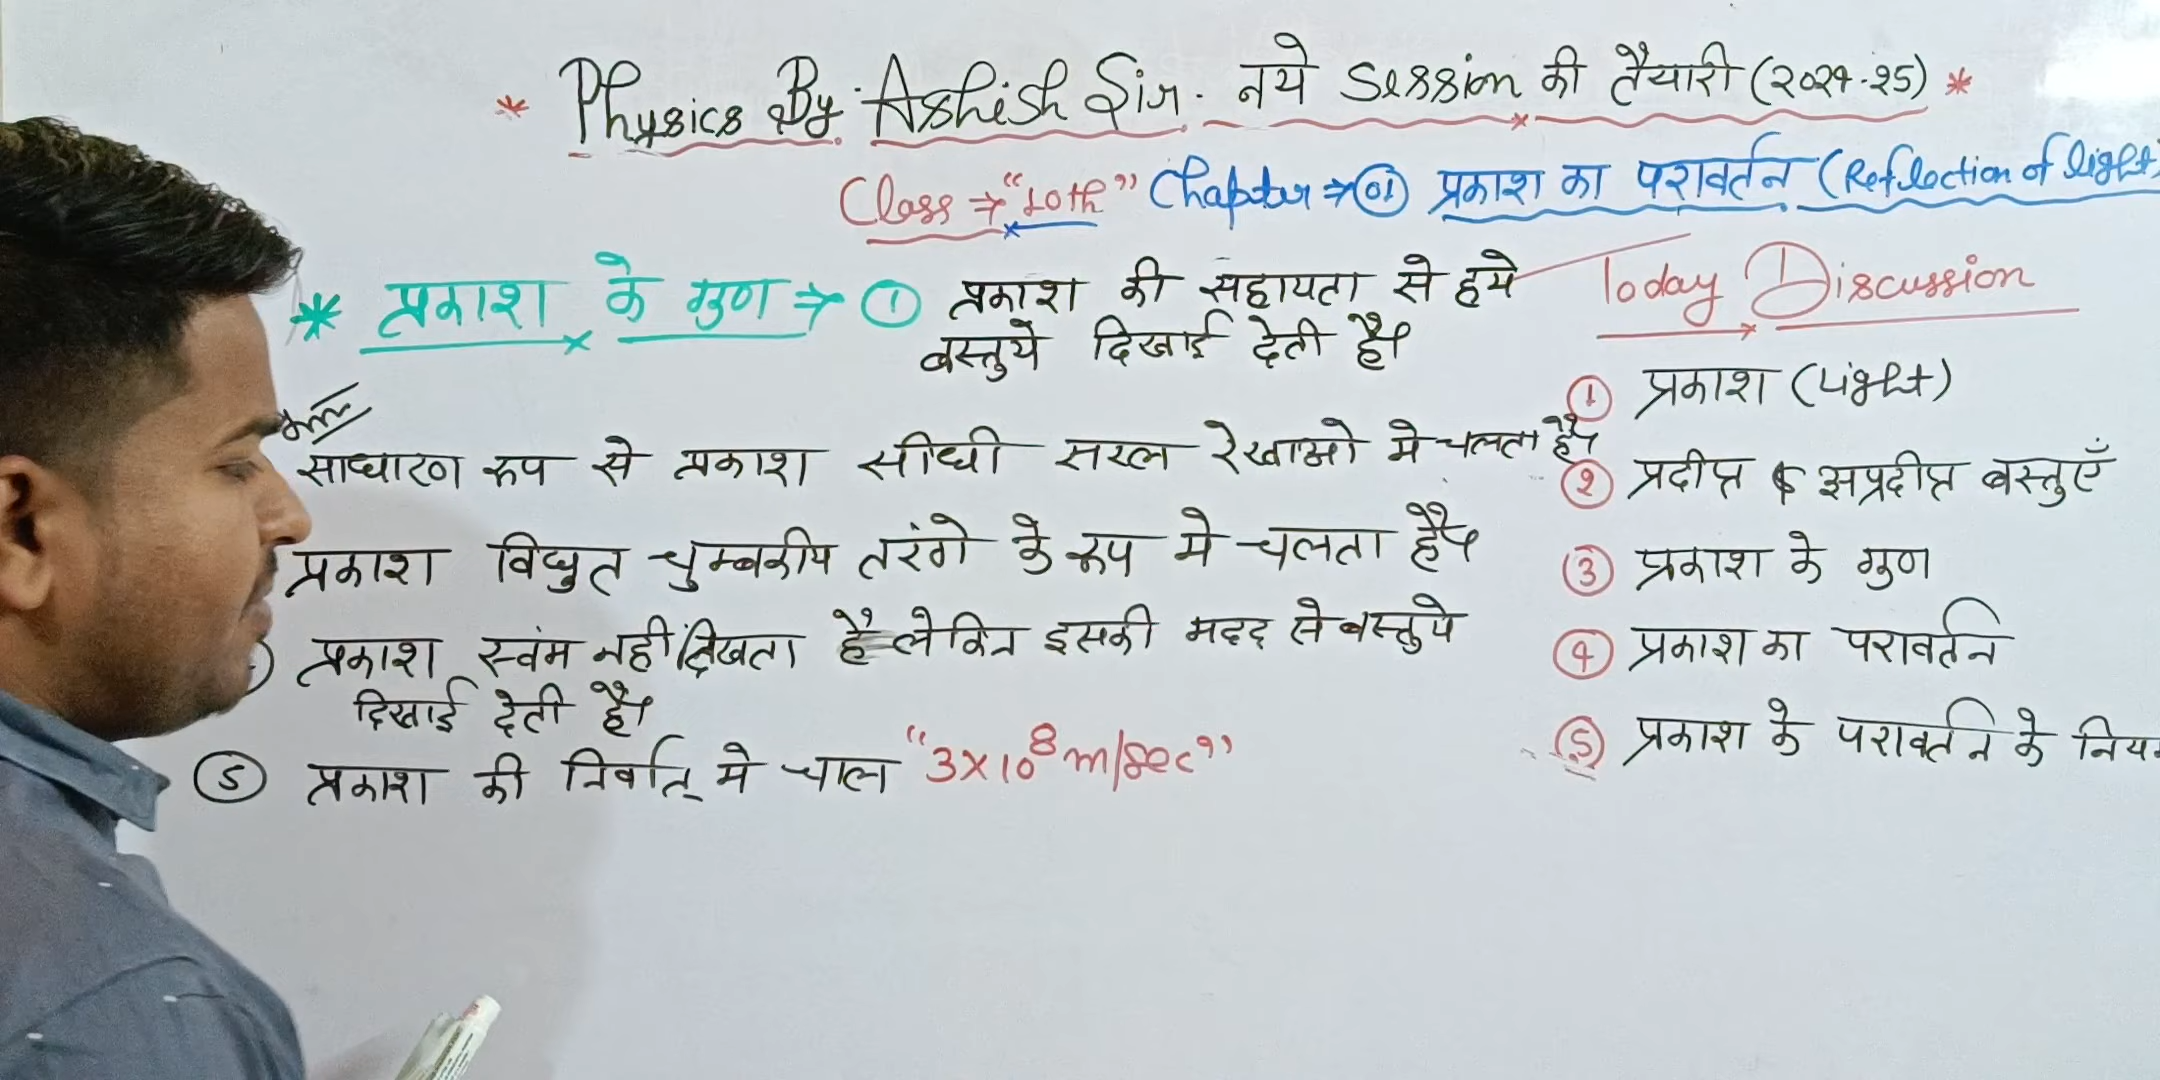 * Physics By. Ashish Sir. नये Session की तैयारी (2024-25) *
Class → "10th" Chapter → 01 प्रकाश का परावर्तन (Reflection of light)
* प्रकाश के गुण ⇒ ① प्रकाश की सहायता से हमे
वस्तुये दिखाई देती है।
साधारण रूप से प्रकाश सीधी सरल रेखाओ मे चलता है।
प्रकाश विधुत चुम्बकीय तरंगे के रूप मे चलता है।
प्रकाश स्वंम नही दिखता है लेकिन इसकी मदद से वस्तुये
दिखाई देती है।
⑤ प्रकाश की निर्वात् मे चाल "3×10⁸ m/sec"
Today Discussion
① प्रकाश (Light)
② प्रदीप्त & अप्रदीप्त वस्तुएँ
③ प्रकाश के गुण
④ प्रकाश का परावर्तन
⑤ प्रकाश के परावर्तन के नियम